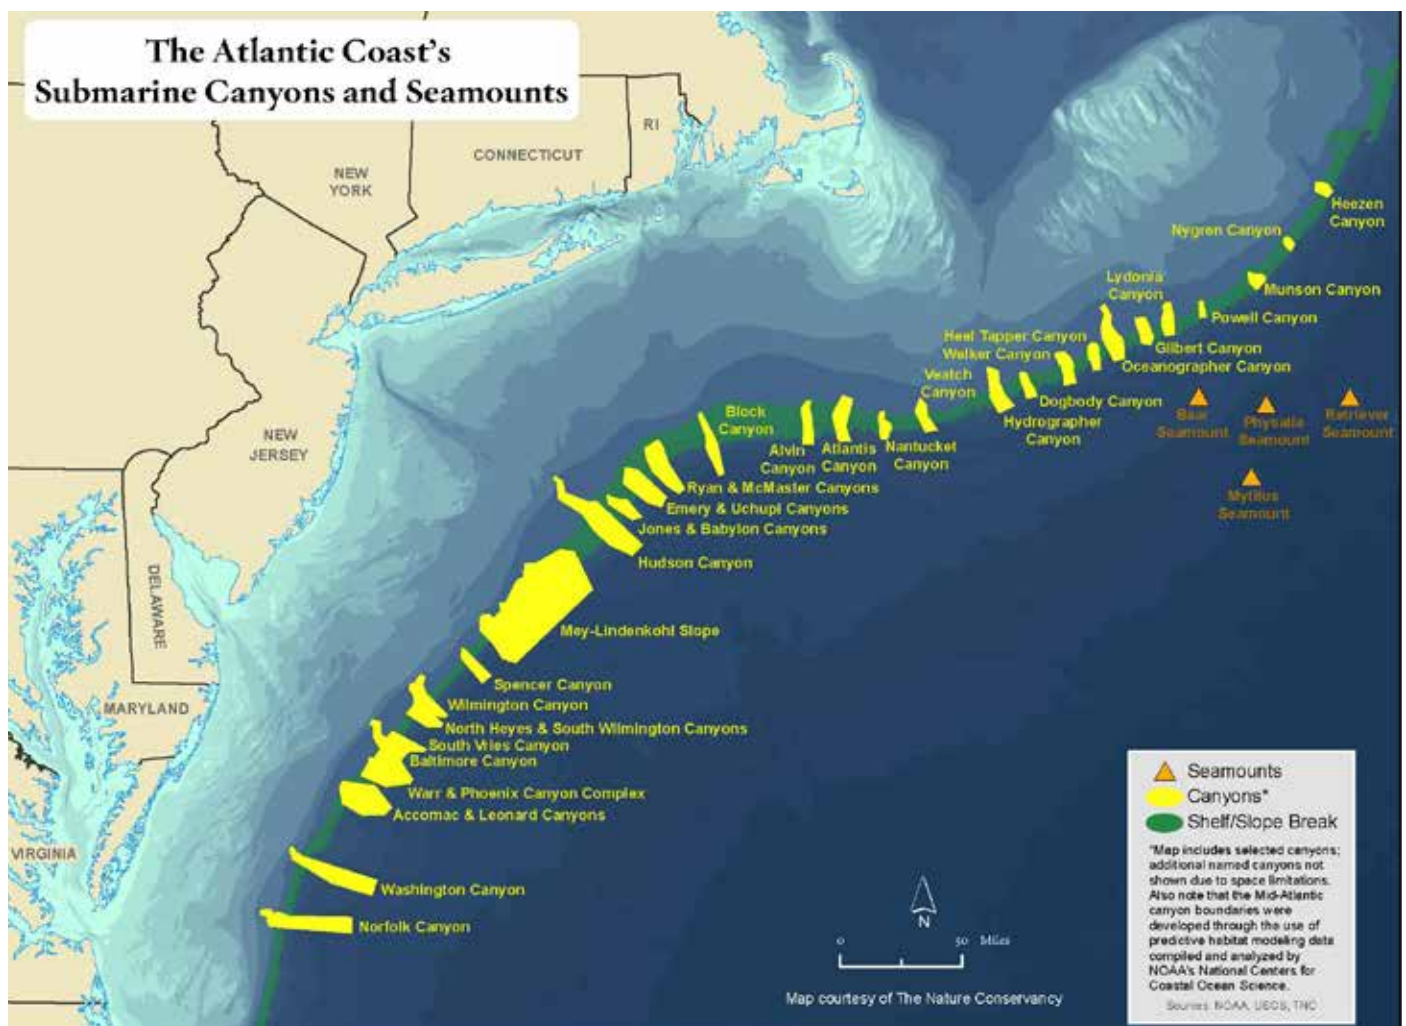 The Atlantic Coast's
Submarine Canyons and Seamounts
RI
CONNECTICUT
NEW
YORK
NEW
JERSEY
DELAWARE
MARYLAND
VIRGINIA
Heezen
Canyon
Nygren Canyon
Munson Canyon
Lydonia
Canyon
Powell Canyon
Gilbert Canyon
Oceanographer Canyon
Heel Tapper Canyon
Welker Canyon
Dogbody Canyon
Veatch
Canyon
Hydrographer
Canyon
Nantucket
Canyon
Atlantis
Canyon
Alvin
Canyon
Block
Canyon
Ryan & McMaster Canyons
Emery & Uchupi Canyons
Jones & Babylon Canyons
Hudson Canyon
Mey-Lindenkohl Slope
Spencer Canyon
Wilmington Canyon
North Heyes & South Wilmington Canyons
South Vries Canyon
Baltimore Canyon
Warr & Phoenix Canyon Complex
Accomac & Leonard Canyons
Washington Canyon
Norfolk Canyon
Bear
Seamount
Physalia
Seamount
Retriever
Seamount
Mytilus
Seamount
Seamounts
Canyons*
Shelf/Slope Break
*Map includes selected canyons;
additional named canyons not
shown due to space limitations.
Also note that the Mid-Atlantic
canyon boundaries were
developed through the use of
predictive habitat modeling data
compiled and analyzed by
NOAA's National Centers for
Coastal Ocean Science.
Sources: NOAA, USGS, TNC
N
0 50 Miles
Map courtesy of The Nature Conservancy